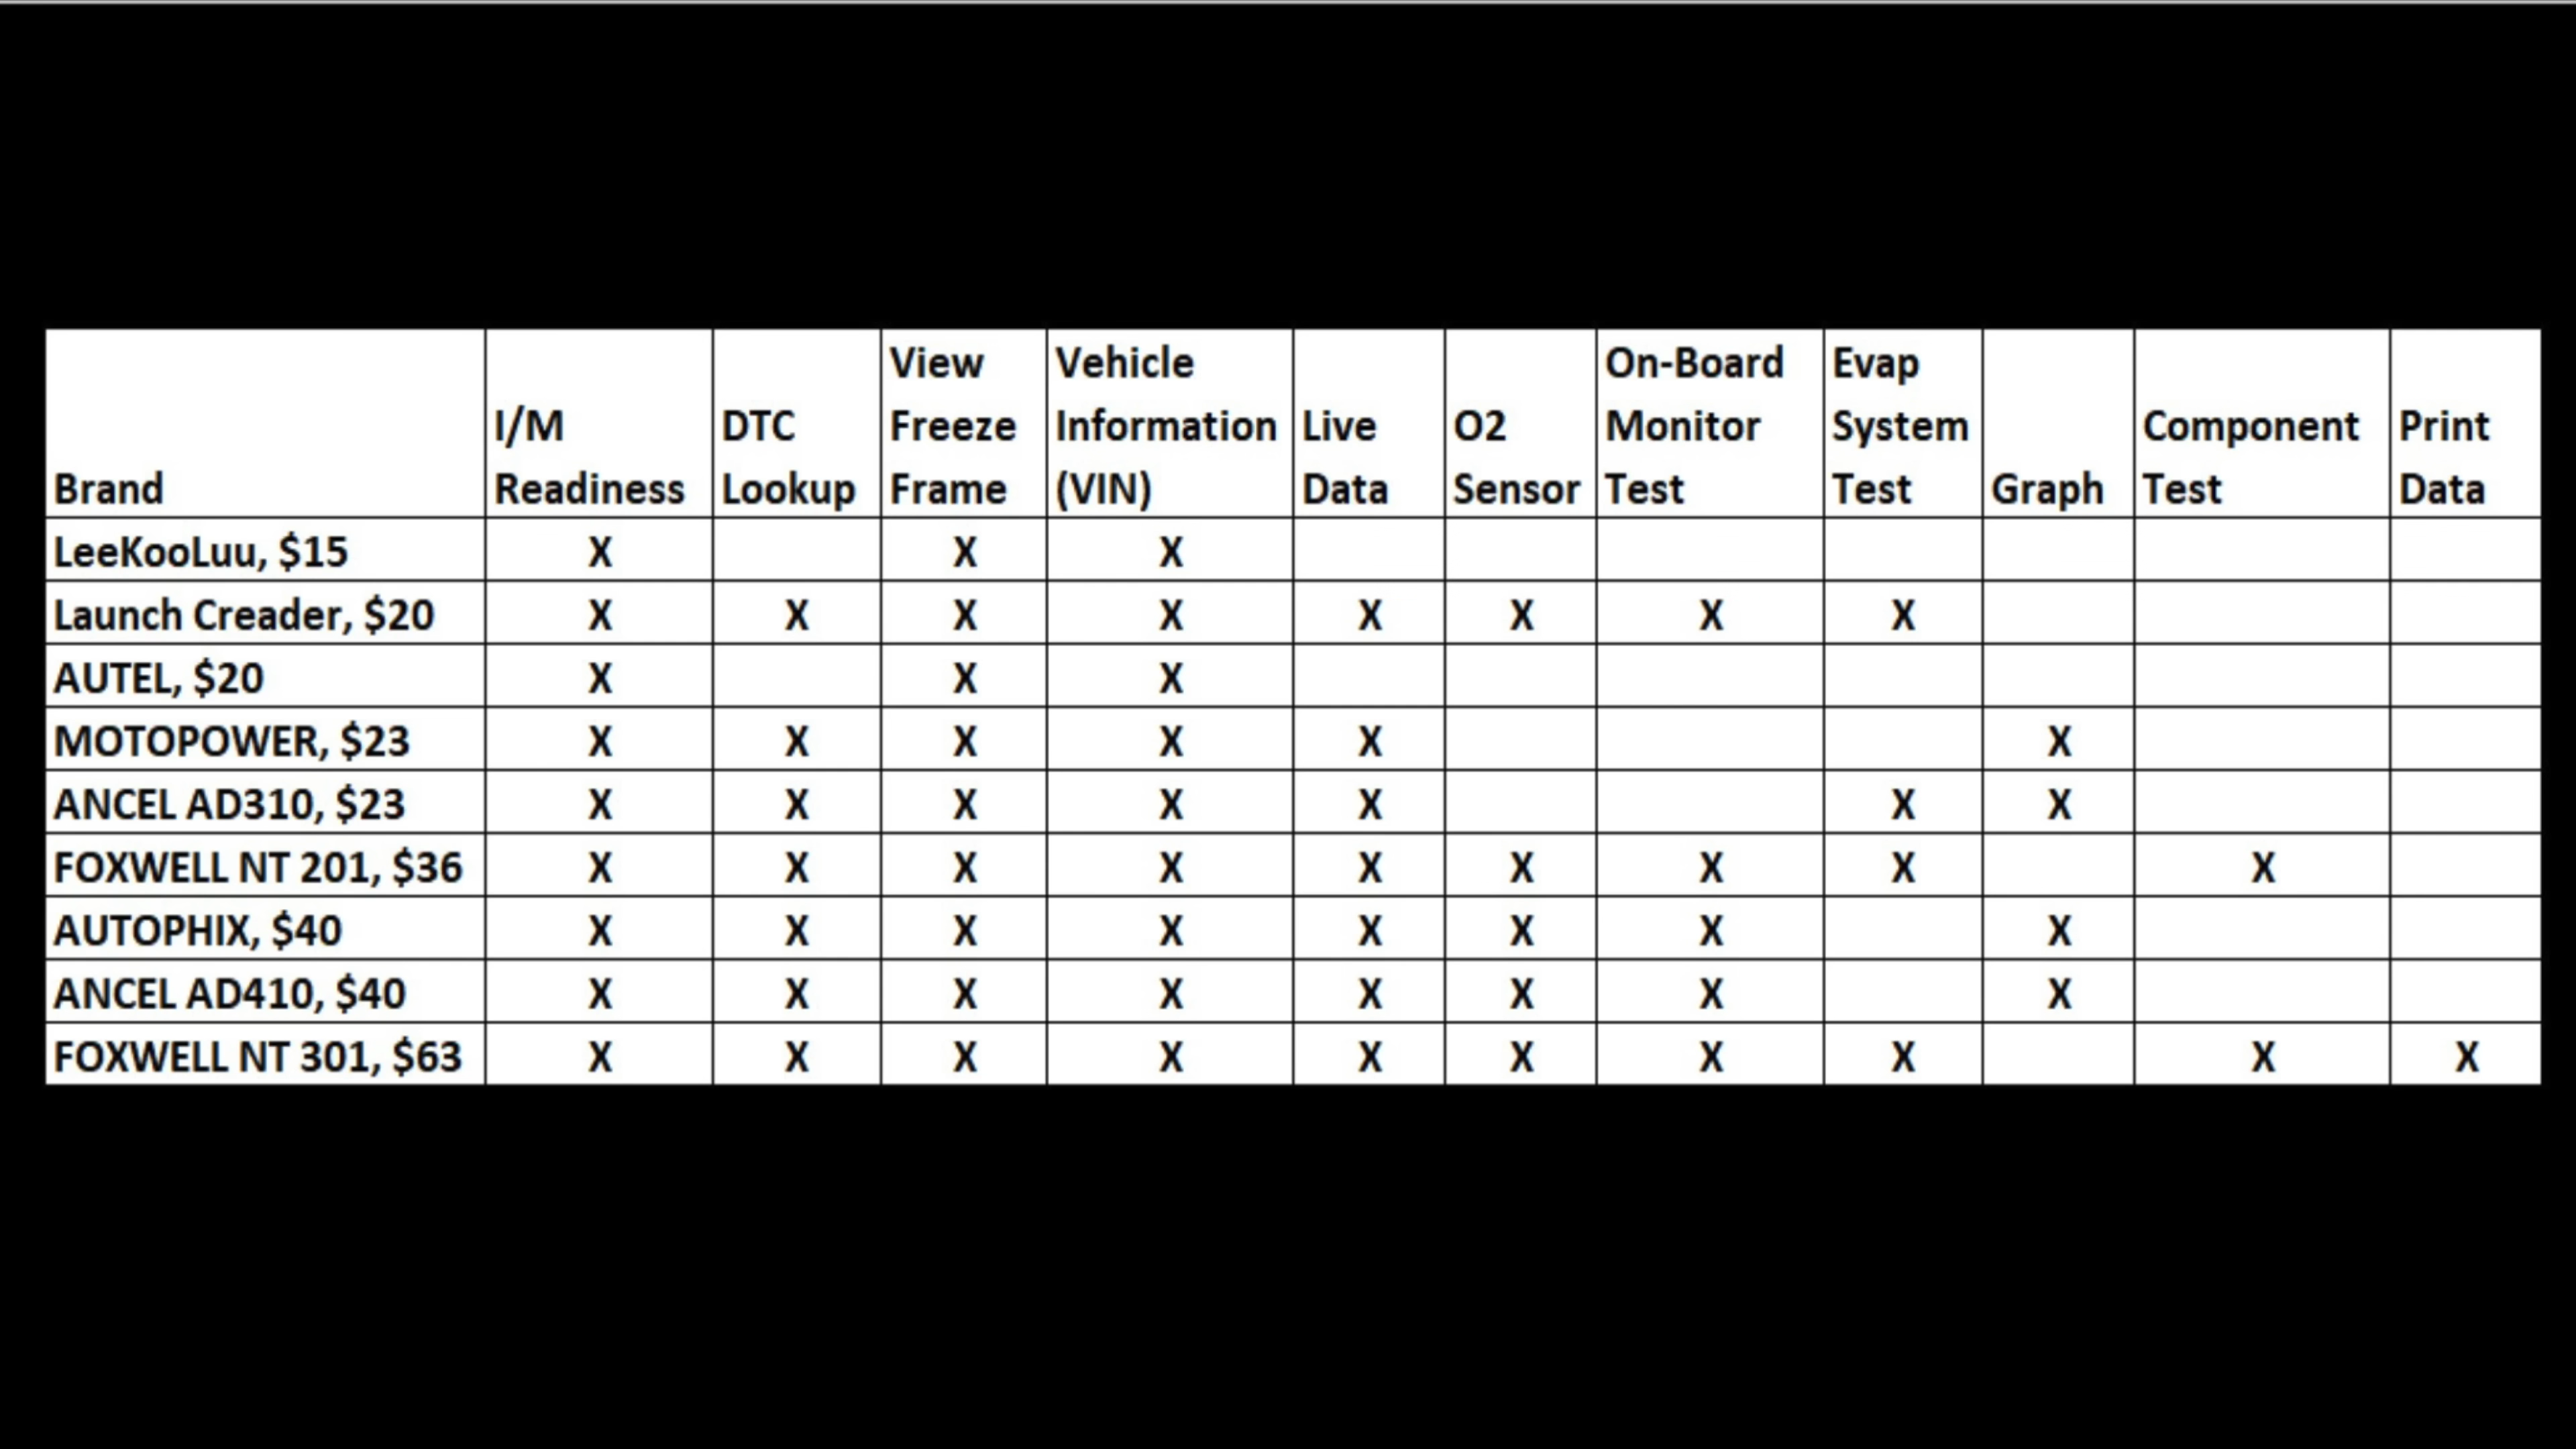 Brand I/M Readiness DTC Lookup View Freeze Frame Vehicle Information (VIN) Live Data O2 Sensor On-Board Monitor Test Evap System Test Graph Component Test Print Data
LeeKooLuu, $15 X X X
Launch Creader, $20 X X X X X X X X
AUTEL, $20 X X X
MOTOPOWER, $23 X X X X X X
ANCEL AD310, $23 X X X X X X X
FOXWELL NT 201, $36 X X X X X X X X X
AUTOPHIX, $40 X X X X X X X X
ANCEL AD410, $40 X X X X X X X X
FOXWELL NT 301, $63 X X X X X X X X X X